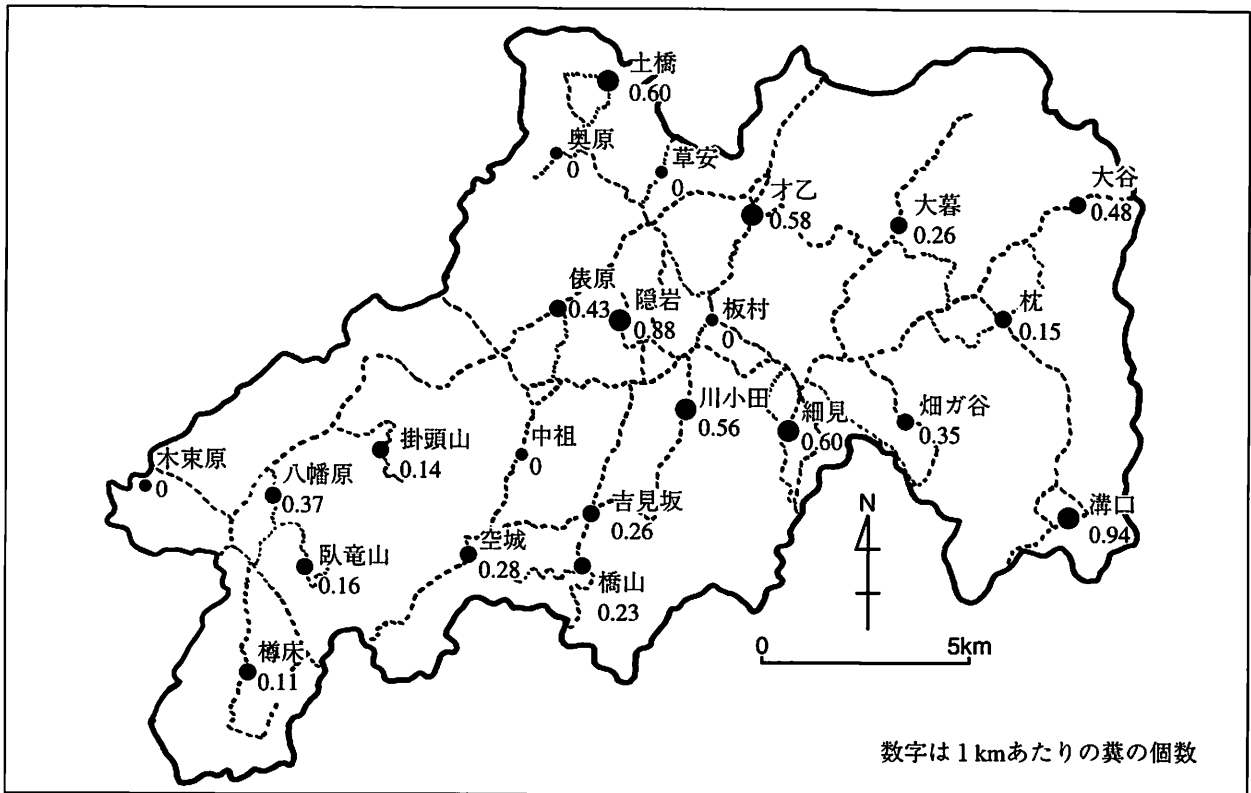 土橋
0.60
奥原
0
草安
0
才乙
0.58
大暮
0.26
大谷
0.48
俵原
0.43
隠岩
0.88
板村
0
枕
0.15
川小田
0.56
細見
0.60
畑ガ谷
0.35
掛頭山
0.14
中祖
0
木束原
0
八幡原
0.37
吉見坂
0.26
溝口
0.94
臥竜山
0.16
空城
0.28
橋山
0.23
樽床
0.11
N
0 5km
数字は1kmあたりの糞の個数